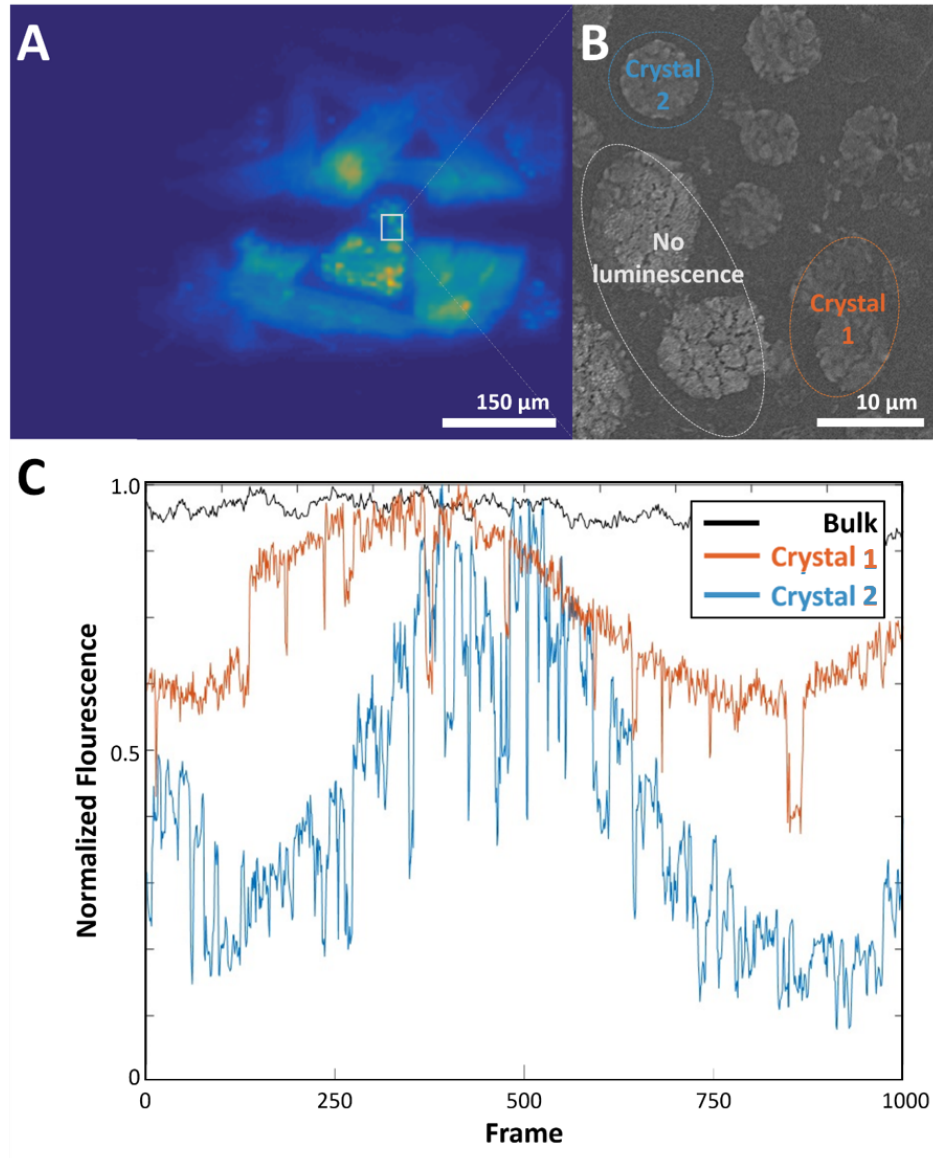 A
150 μm
B
Crystal
2
No
luminescence
Crystal
1
10 μm
C
Normalized Flourescence
1.0
0.5
0
Bulk
Crystal 1
Crystal 2
0
250
500
750
1000
Frame